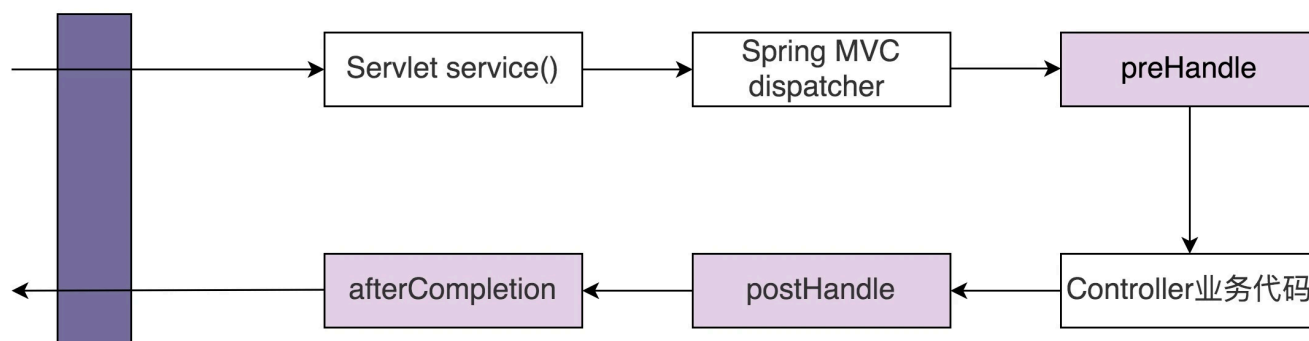 Servlet service()
Spring MVC
dispatcher
preHandle
afterCompletion
postHandle
Controller业务代码